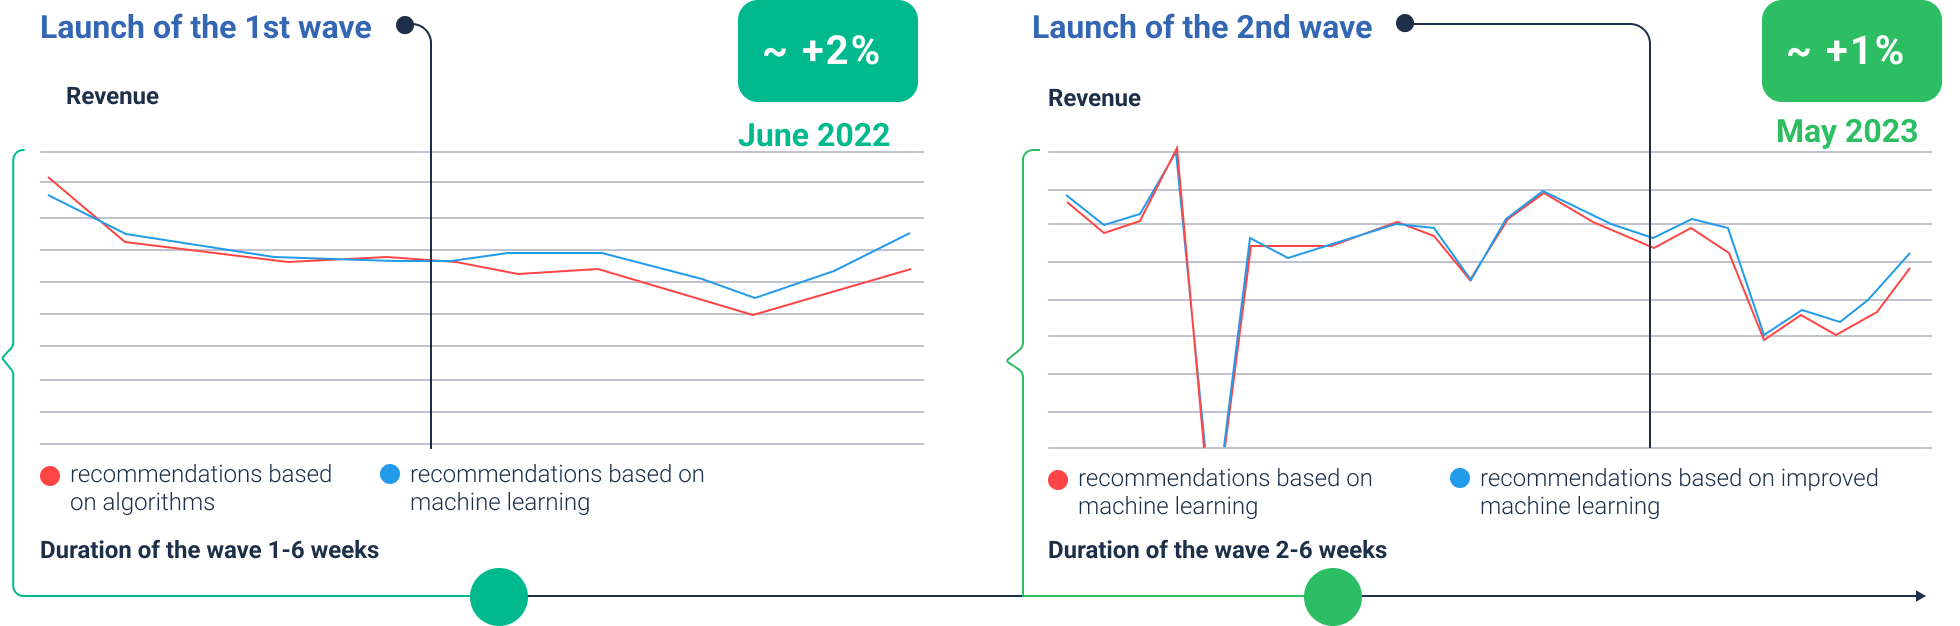 Launch of the 1st wave
~ +2%
June 2022
Revenue
recommendations based
on algorithms
recommendations based on
machine learning
Duration of the wave 1-6 weeks
Launch of the 2nd wave
~ +1%
May 2023
Revenue
recommendations based on
machine learning
recommendations based on improved
machine learning
Duration of the wave 2-6 weeks